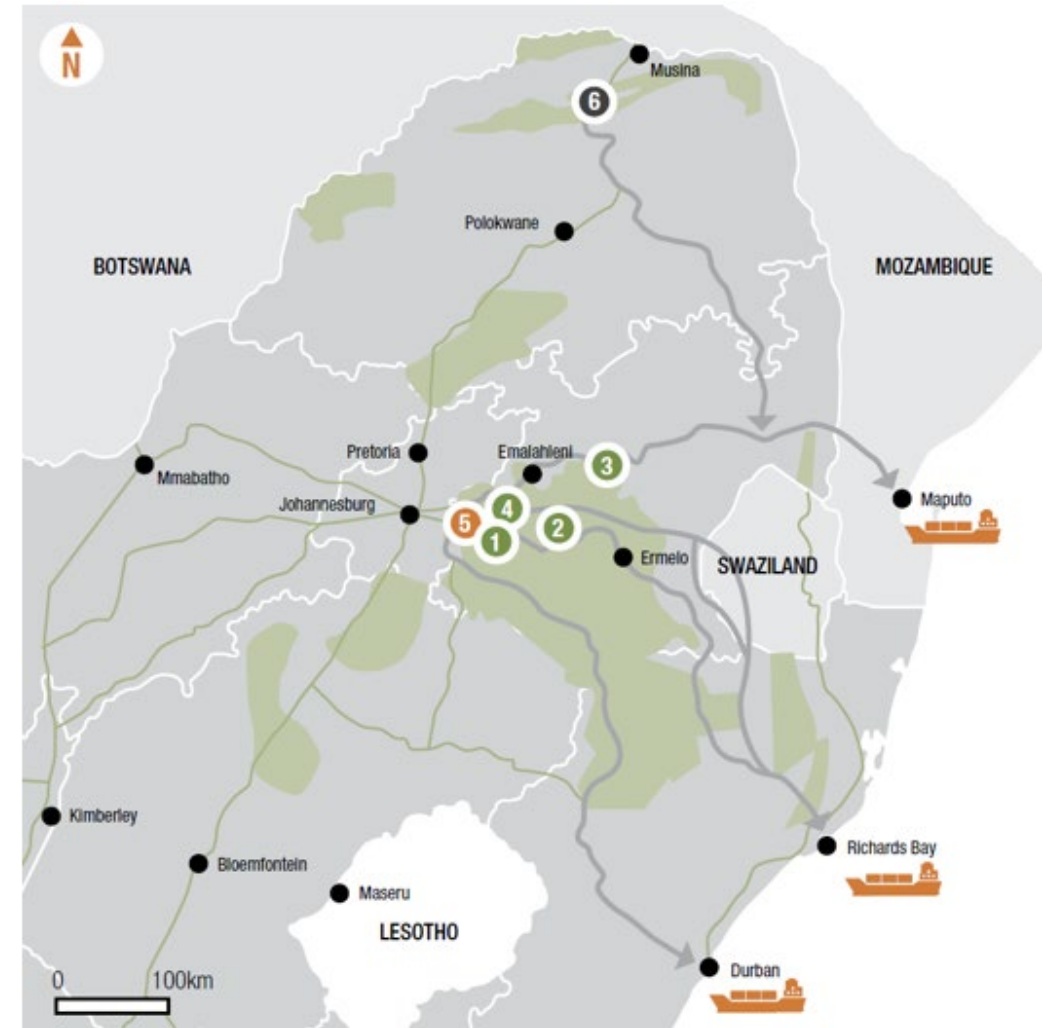 N
Musina
6
Polokwane
BOTSWANA
MOZAMBIQUE
Pretoria
Emalahleni
3
Mmabatho
Johannesburg
4
5
2
1
Maputo
Ermelo
SWAZILAND
Kimberley
Richards Bay
Bloemfontein
Maseru
LESOTHO
Durban
0 100km